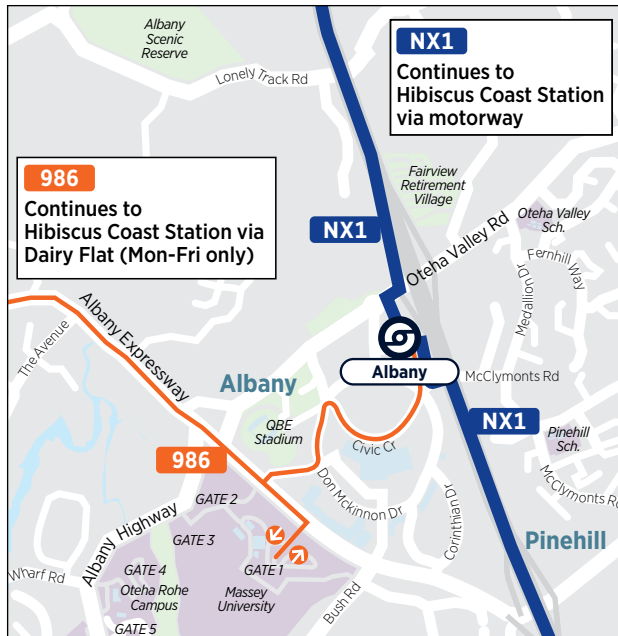 Albany
Scenic
Reserve
Lonely Track Rd
NX1
Continues to
Hibiscus Coast Station
via motorway
986
Continues to
Hibiscus Coast Station via
Dairy Flat (Mon-Fri only)
Fairview
Retirement
Village
NX1
Oteha Valley Rd
Oteha Valley
Sch.
Fernhill Way
Medallion Dr
The Avenue
Albany Expressway
Albany
Albany
McClymonts Rd
NX1
QBE
Stadium
Civic Cr
Pinehill
Sch.
McClymonts Rd
986
Don Mckinnon Dr
Corinthian Dr
GATE 2
Albany Highway
GATE 3
Pinehill
GATE 4
GATE 1
Wharf Rd
Oteha Rohe
Campus
Massey
University
Bush Rd
GATE 5